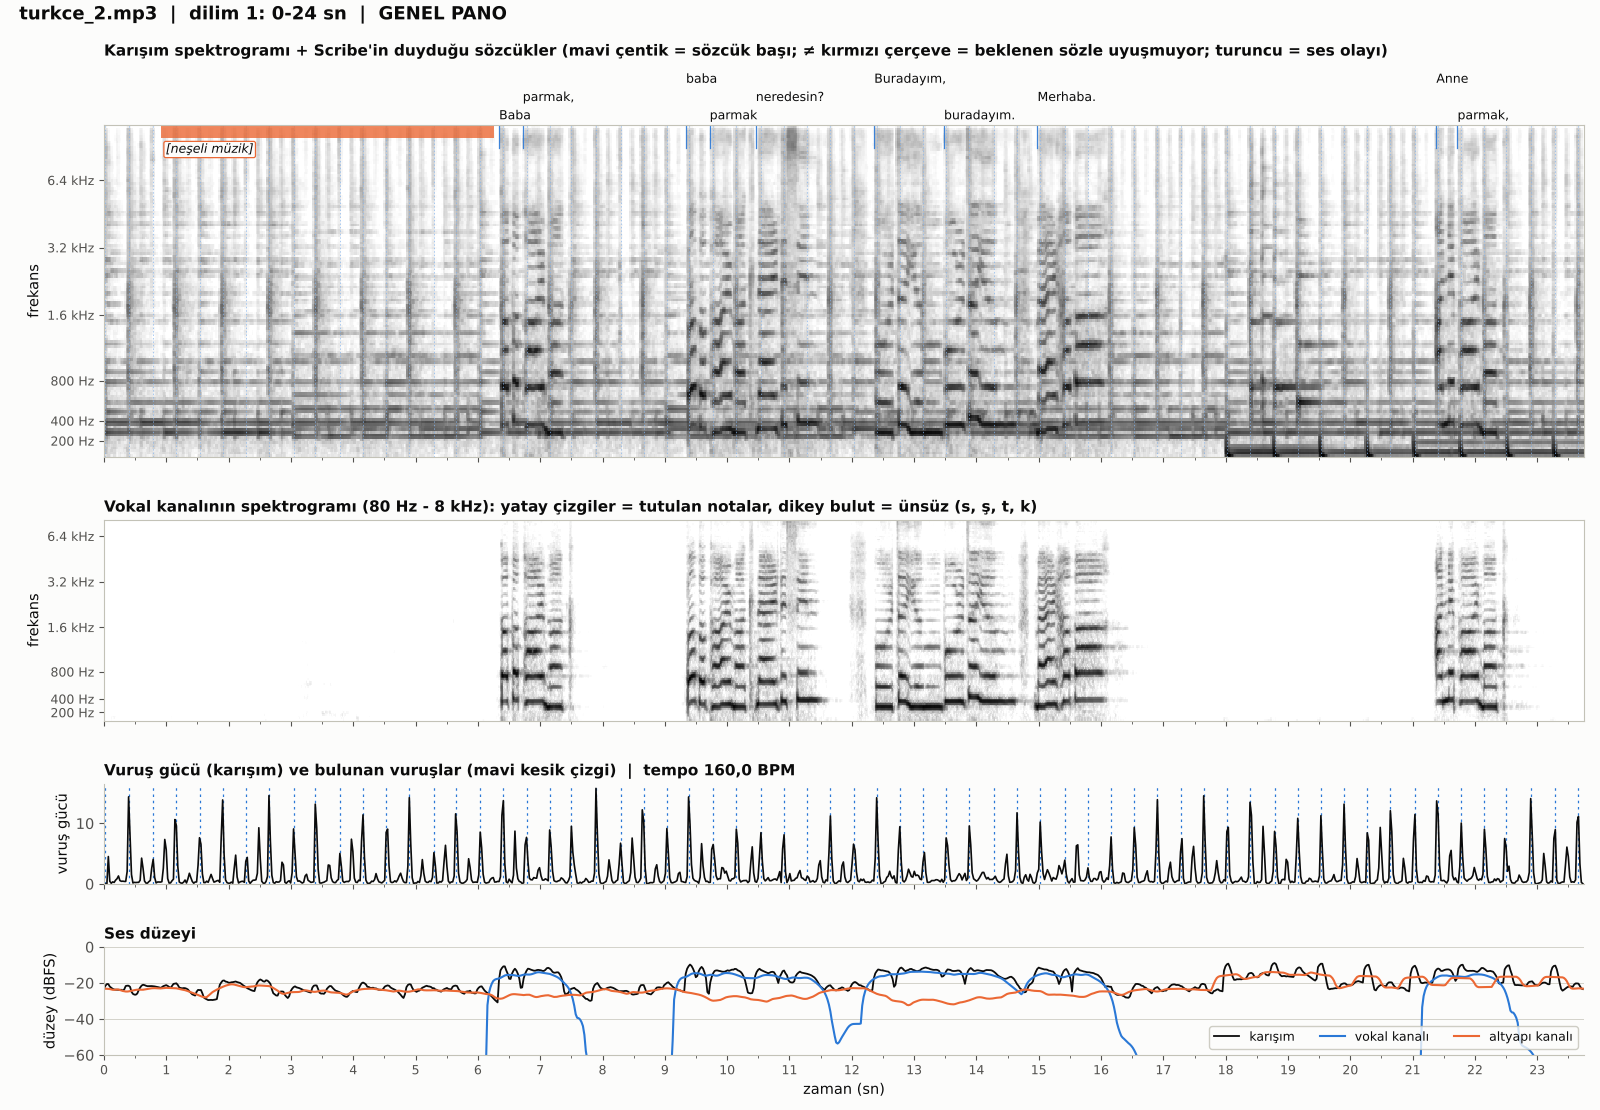 turkce_2.mp3 | dilim 1: 0-24 sn | GENEL PANO
Karışım spektrogramı + Scribe'in duyduğu sözcükler (mavi çentik = sözcük başı; ≠ kırmızı çerçeve = beklenen sözle uyuşmuyor; turuncu = ses olayı)
baba Buradayım, Anne
parmak, neredesin? Merhaba.
Baba parmak buradayım. parmak,
[neşeli müzik]
frekans
6.4 kHz
3.2 kHz
1.6 kHz
800 Hz
400 Hz
200 Hz
Vokal kanalının spektrogramı (80 Hz - 8 kHz): yatay çizgiler = tutulan notalar, dikey bulut = ünsüz (s, ş, t, k)
frekans
6.4 kHz
3.2 kHz
1.6 kHz
800 Hz
400 Hz
200 Hz
Vuruş gücü (karışım) ve bulunan vuruşlar (mavi kesik çizgi) | tempo 160,0 BPM
vuruş gücü
10
0
Ses düzeyi
düzey (dBFS)
0
−20
−40
−60
karışım vokal kanalı altyapı kanalı
0 1 2 3 4 5 6 7 8 9 10 11 12 13 14 15 16 17 18 19 20 21 22 23
zaman (sn)